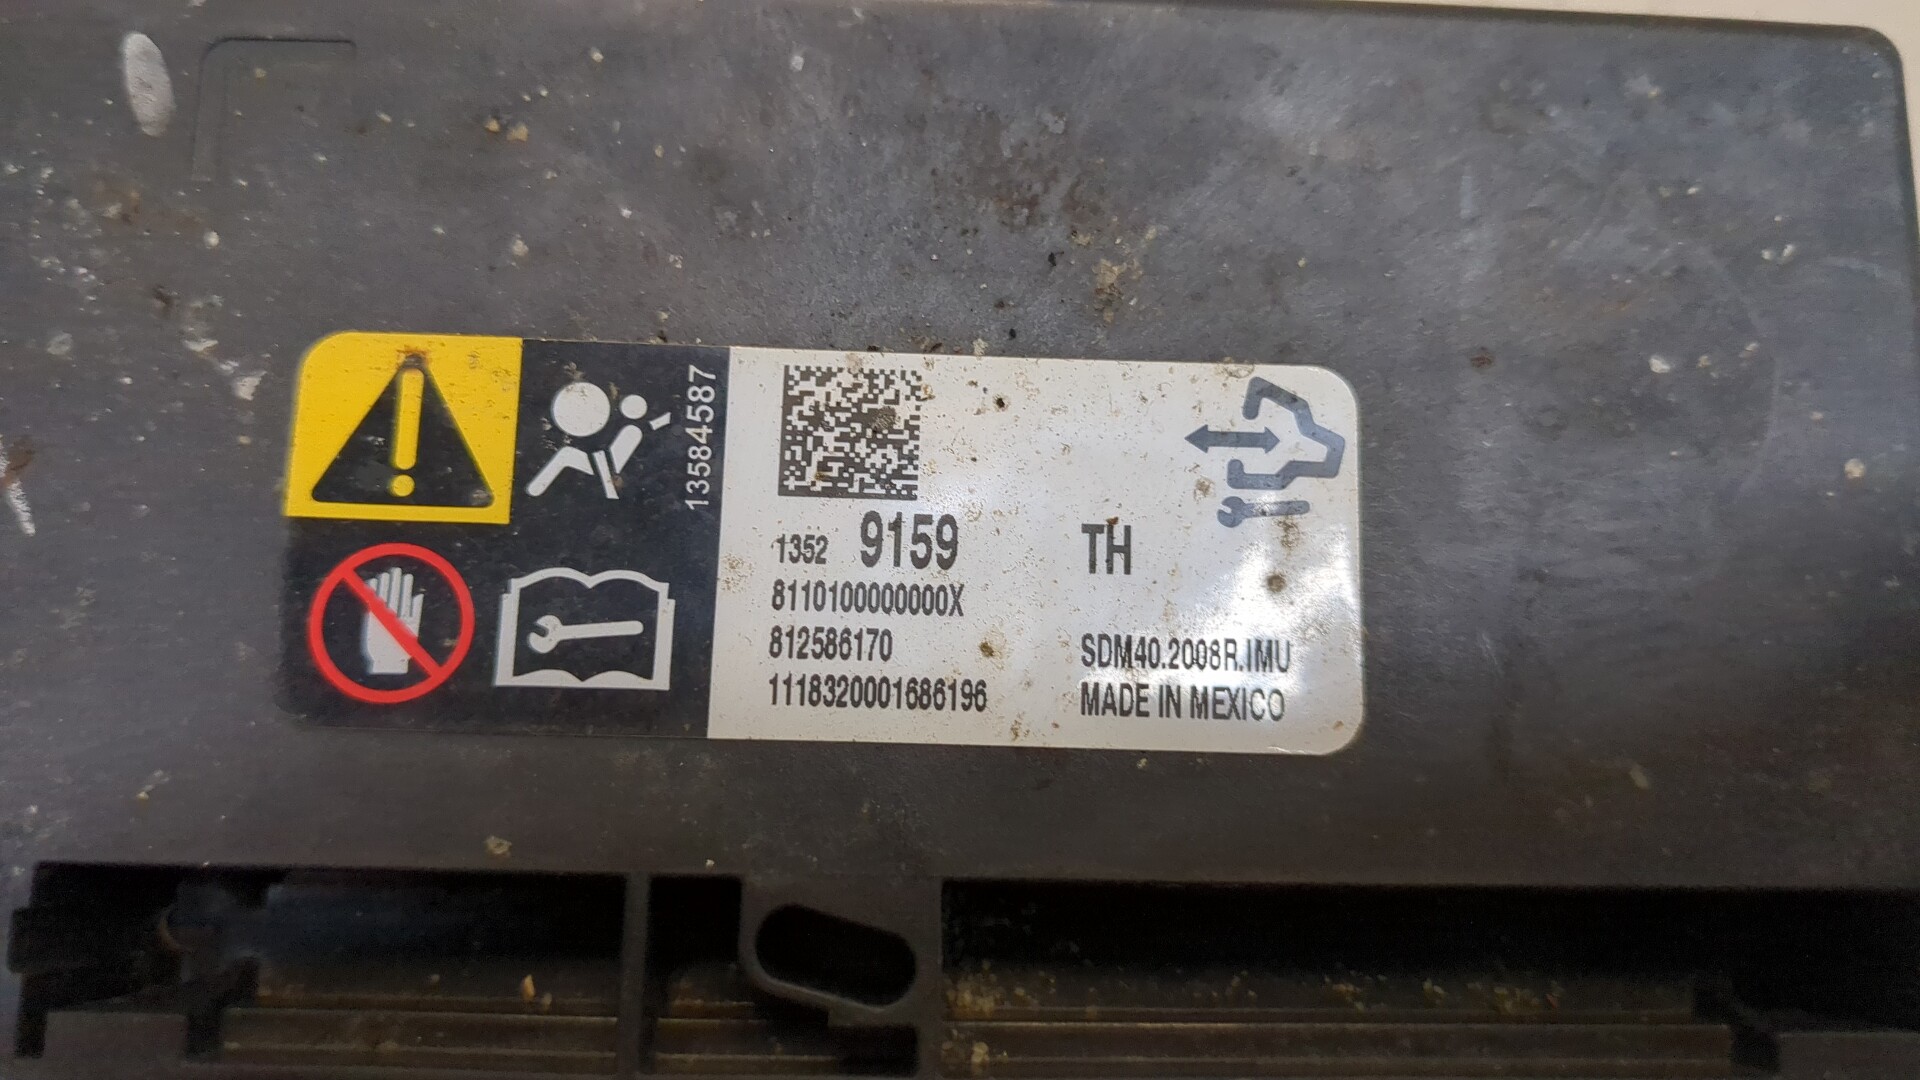 13584587
1352 9159 TH
8110100000000X
812586170 SDM40.2008R.IMU
1118320001686196 MADE IN MEXICO